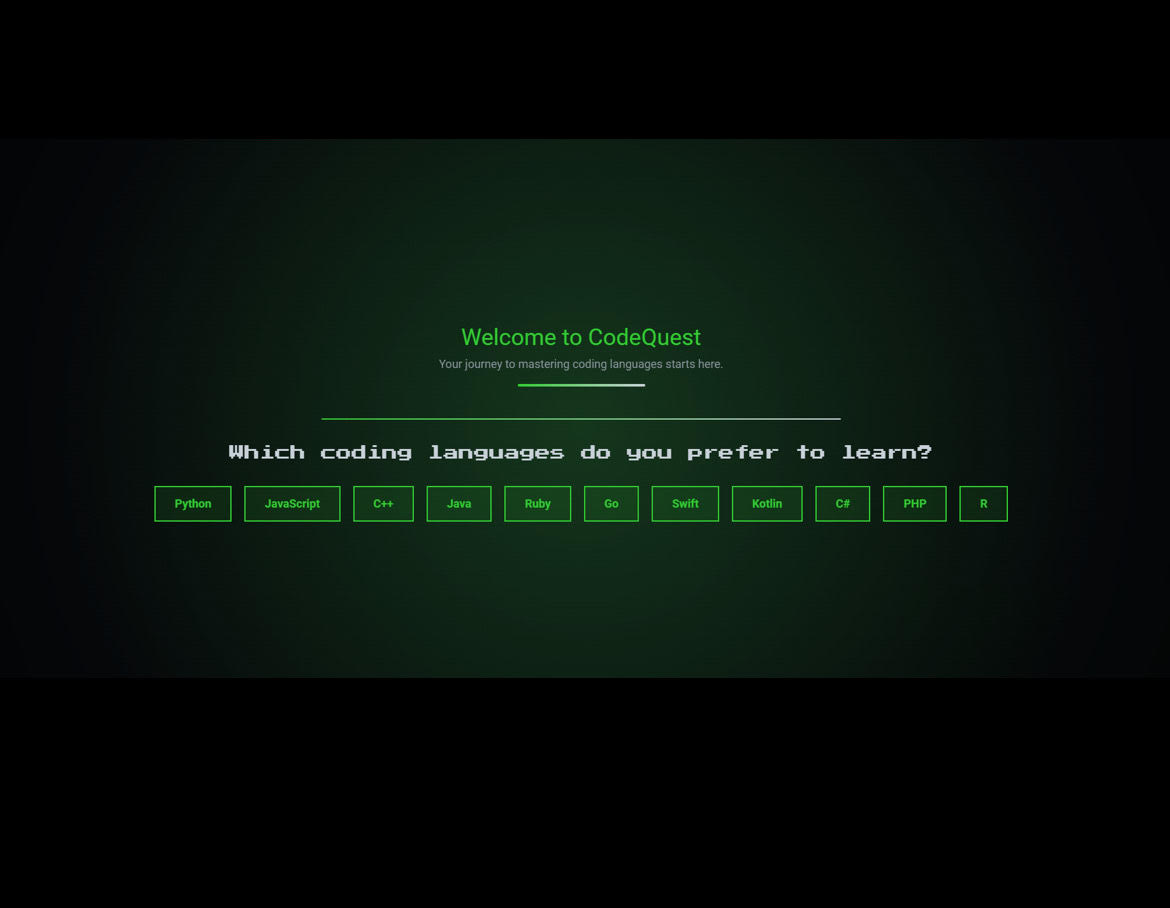 Welcome to CodeQuest
Your journey to mastering coding languages starts here.
Which coding languages do you prefer to learn?
Python JavaScript C++ Java Ruby Go Swift Kotlin C# PHP R